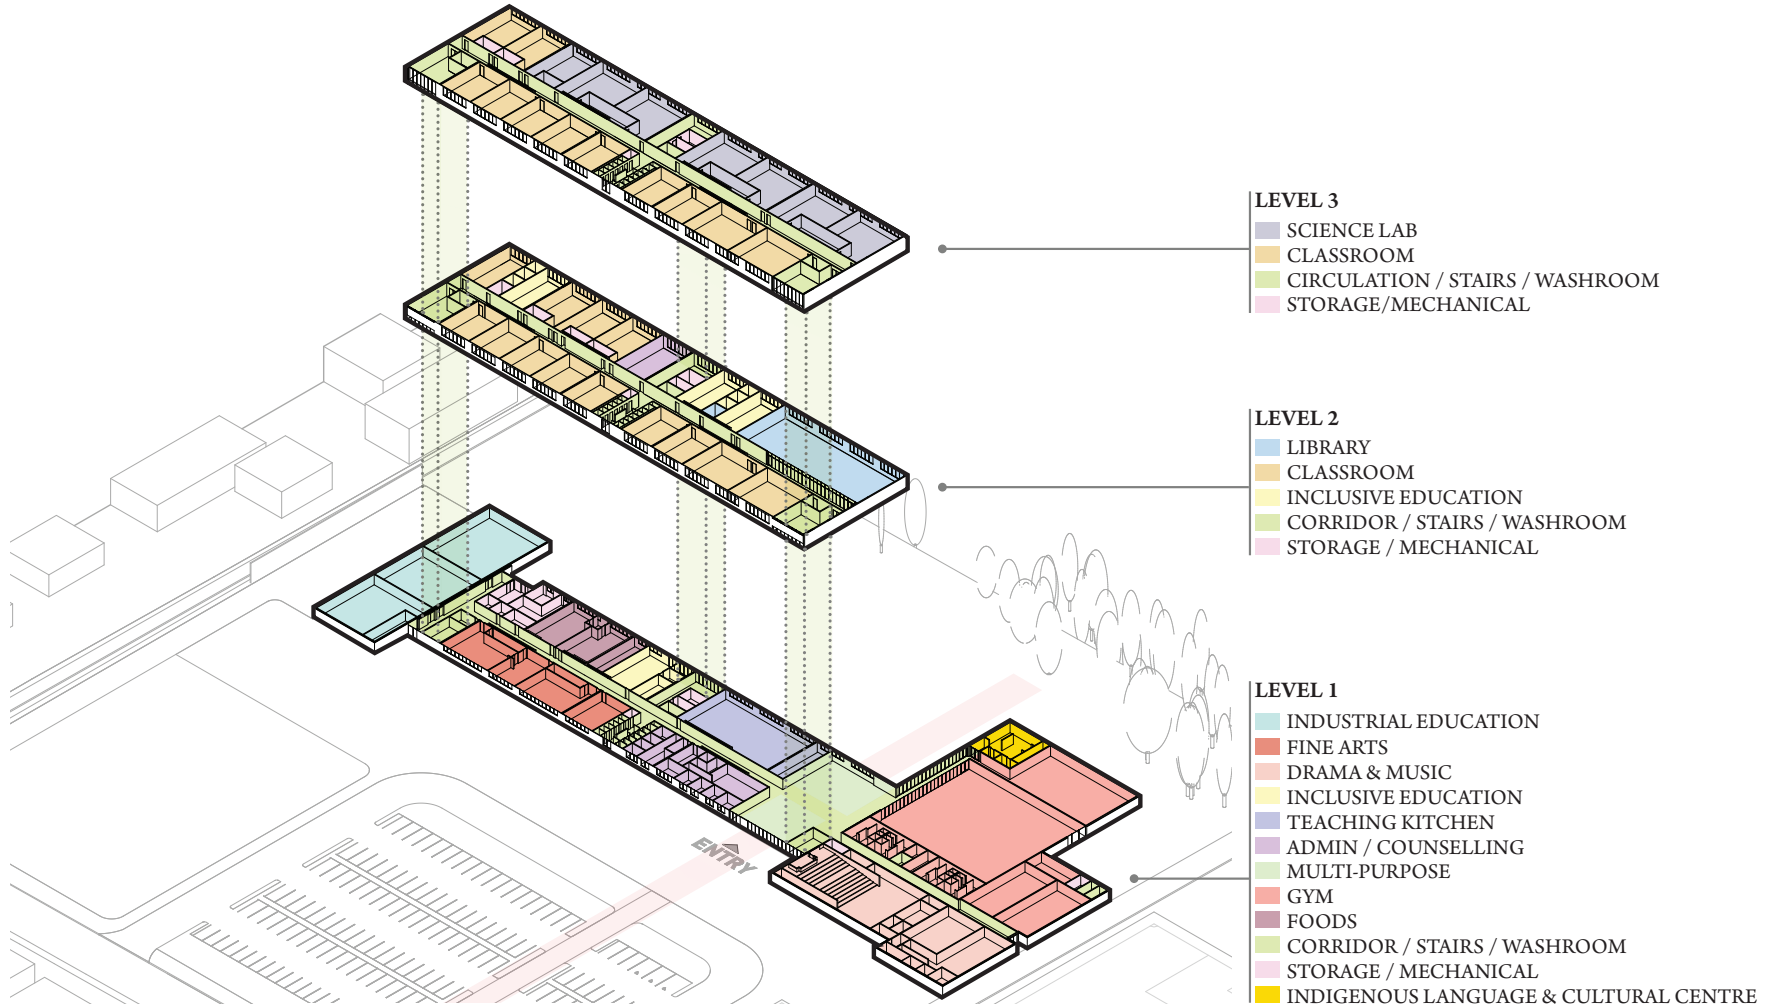 LEVEL 3
SCIENCE LAB
CLASSROOM
CIRCULATION / STAIRS / WASHROOM
STORAGE/MECHANICAL
LEVEL 2
LIBRARY
CLASSROOM
INCLUSIVE EDUCATION
CORRIDOR / STAIRS / WASHROOM
STORAGE / MECHANICAL
LEVEL 1
INDUSTRIAL EDUCATION
FINE ARTS
DRAMA & MUSIC
INCLUSIVE EDUCATION
TEACHING KITCHEN
ADMIN / COUNSELLING
MULTI-PURPOSE
GYM
FOODS
CORRIDOR / STAIRS / WASHROOM
STORAGE / MECHANICAL
INDIGENOUS LANGUAGE & CULTURAL CENTRE
ENTRY